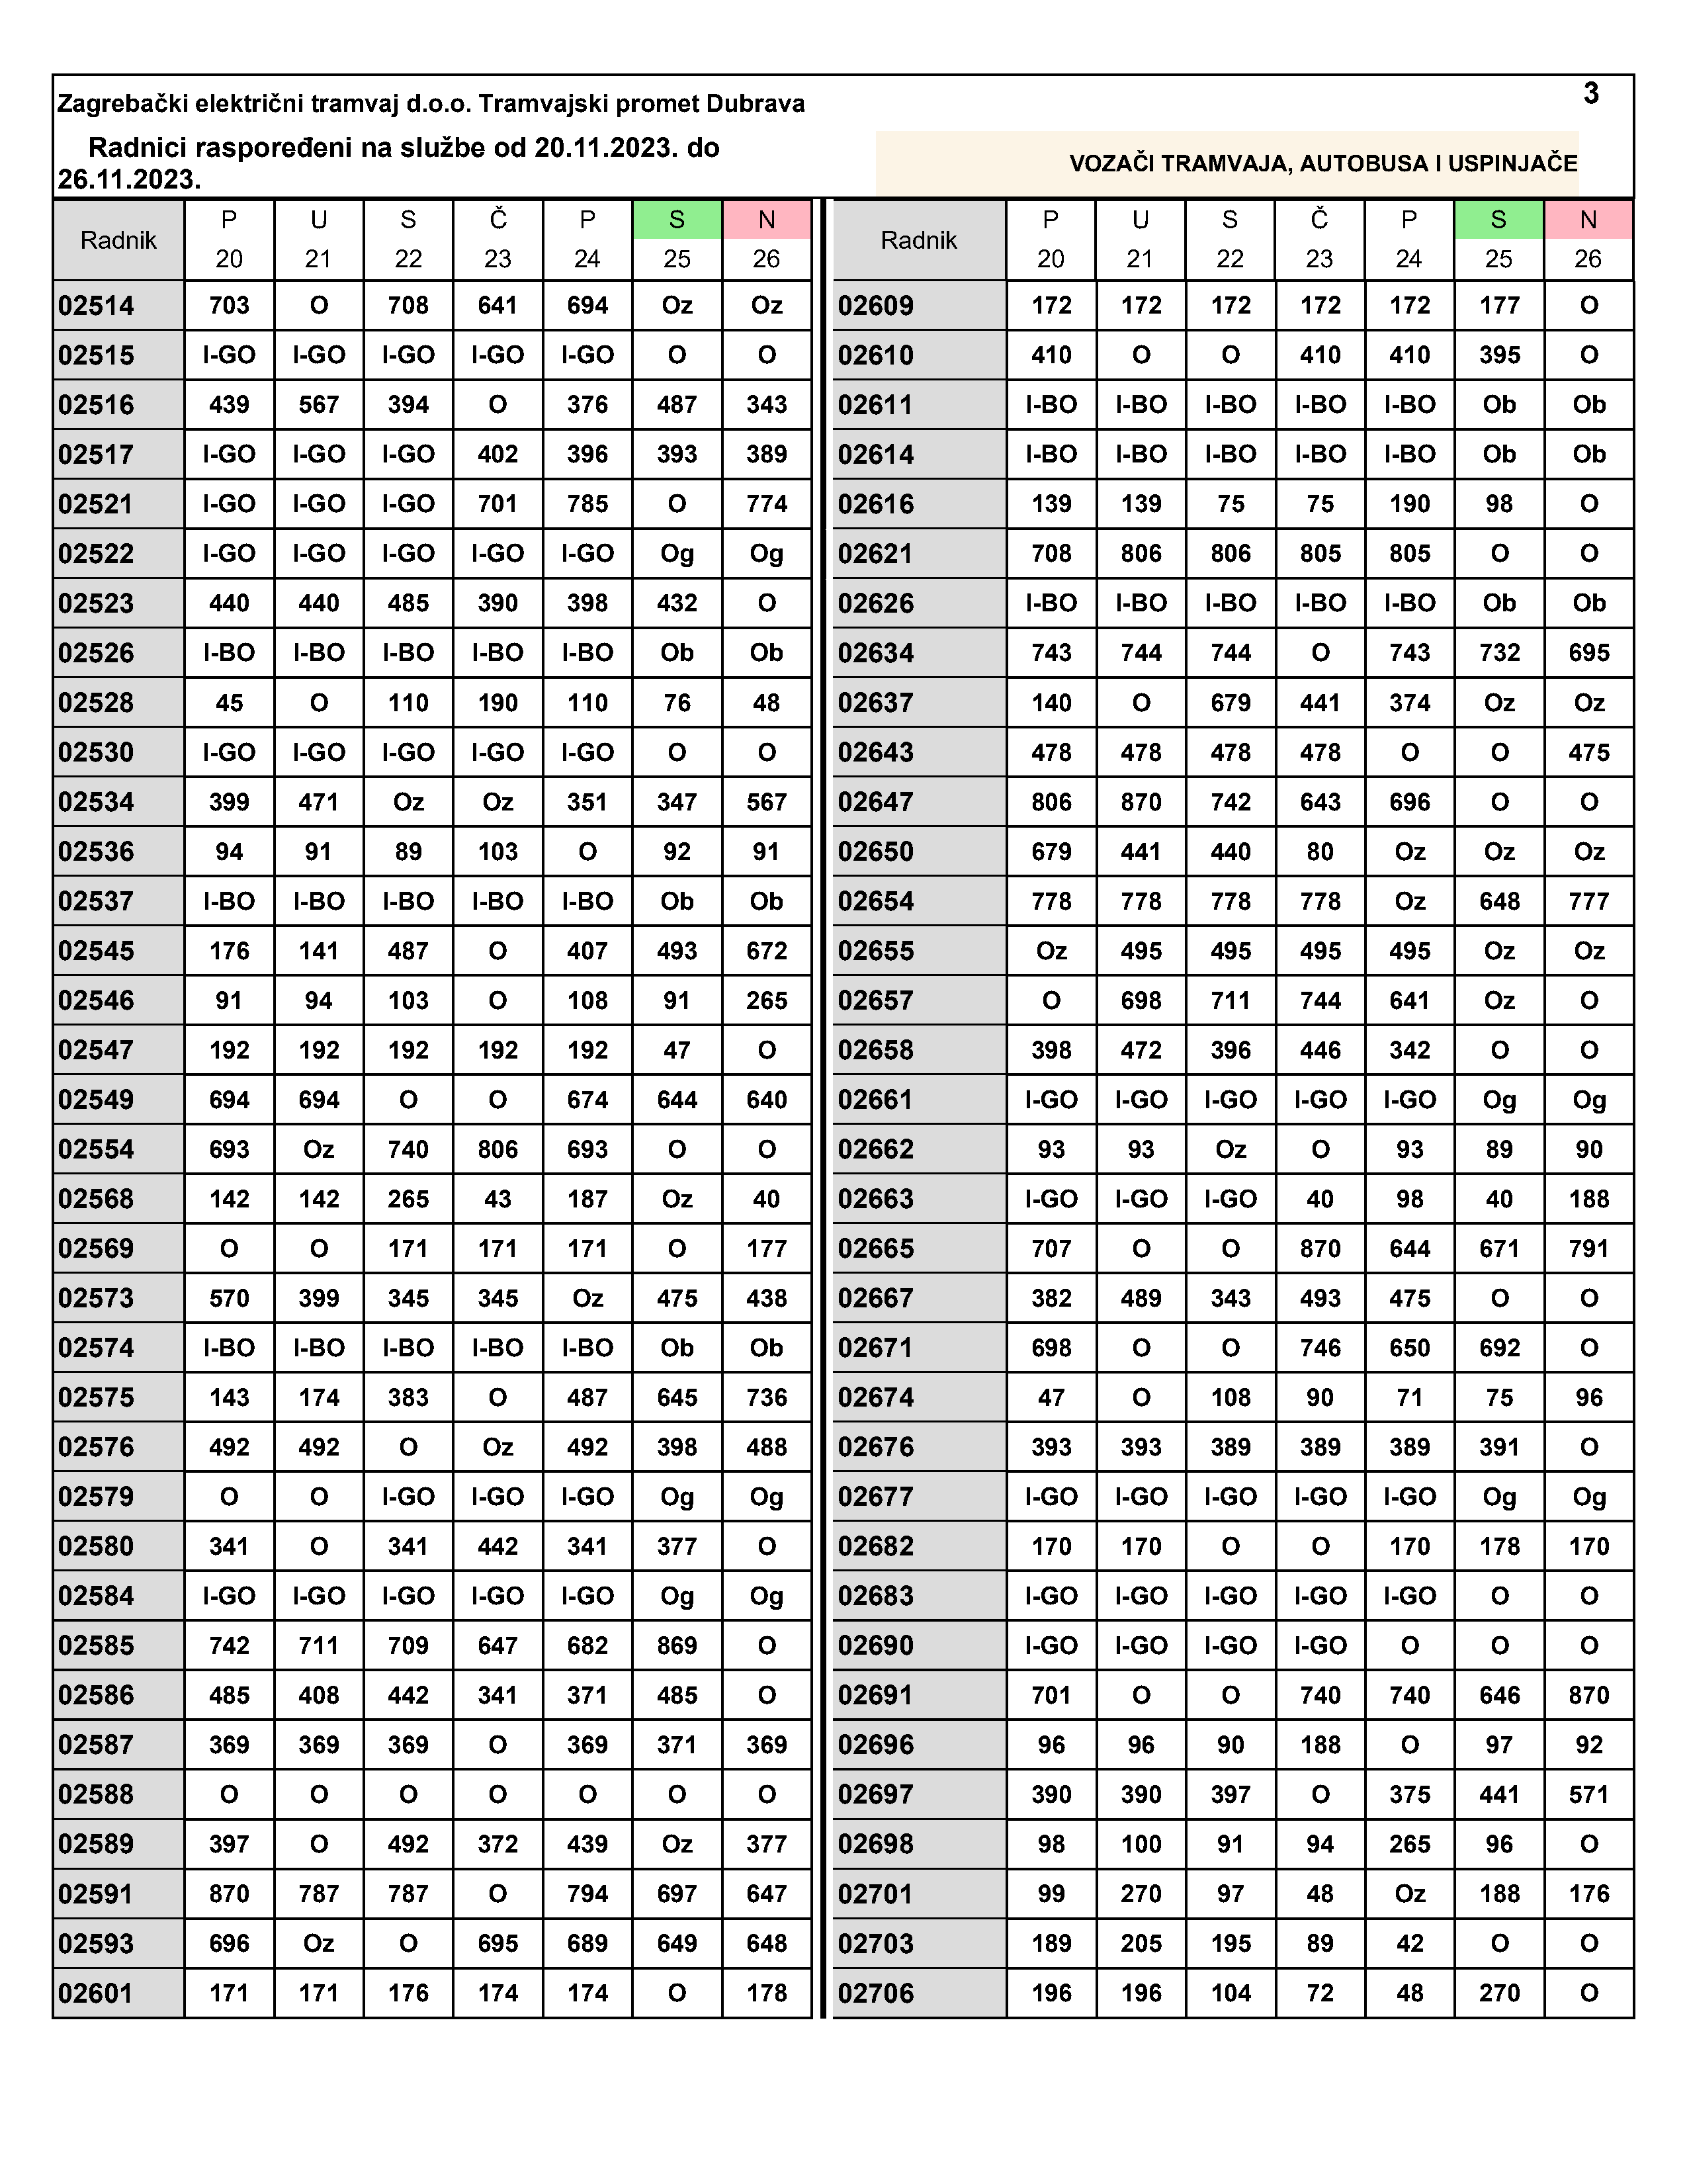 3
Zagrebački električni tramvaj d.o.o. Tramvajski promet Dubrava
Radnici raspoređeni na službe od 20.11.2023. do
26.11.2023.
VOZAČI TRAMVAJA, AUTOBUSA I USPINJAČE
Radnik P U S Č P S N Radnik P U S Č P S N
20 21 22 23 24 25 26 20 21 22 23 24 25 26
02514 703 O 708 641 694 Oz Oz 02609 172 172 172 172 172 177 O
02515 I-GO I-GO I-GO I-GO I-GO O O 02610 410 O O 410 410 395 O
02516 439 567 394 O 376 487 343 02611 I-BO I-BO I-BO I-BO I-BO Ob Ob
02517 I-GO I-GO I-GO 402 396 393 389 02614 I-BO I-BO I-BO I-BO I-BO Ob Ob
02521 I-GO I-GO I-GO 701 785 O 774 02616 139 139 75 75 190 98 O
02522 I-GO I-GO I-GO I-GO I-GO Og Og 02621 708 806 806 805 805 O O
02523 440 440 485 390 398 432 O 02626 I-BO I-BO I-BO I-BO I-BO Ob Ob
02526 I-BO I-BO I-BO I-BO I-BO Ob Ob 02634 743 744 744 O 743 732 695
02528 45 O 110 190 110 76 48 02637 140 O 679 441 374 Oz Oz
02530 I-GO I-GO I-GO I-GO I-GO O O 02643 478 478 478 478 O O 475
02534 399 471 Oz Oz 351 347 567 02647 806 870 742 643 696 O O
02536 94 91 89 103 O 92 91 02650 679 441 440 80 Oz Oz Oz
02537 I-BO I-BO I-BO I-BO I-BO Ob Ob 02654 778 778 778 778 Oz 648 777
02545 176 141 487 O 407 493 672 02655 Oz 495 495 495 495 Oz Oz
02546 91 94 103 O 108 91 265 02657 O 698 711 744 641 Oz O
02547 192 192 192 192 192 47 O 02658 398 472 396 446 342 O O
02549 694 694 O O 674 644 640 02661 I-GO I-GO I-GO I-GO I-GO Og Og
02554 693 Oz 740 806 693 O O 02662 93 93 Oz O 93 89 90
02568 142 142 265 43 187 Oz 40 02663 I-GO I-GO I-GO 40 98 40 188
02569 O O 171 171 171 O 177 02665 707 O O 870 644 671 791
02573 570 399 345 345 Oz 475 438 02667 382 489 343 493 475 O O
02574 I-BO I-BO I-BO I-BO I-BO Ob Ob 02671 698 O O 746 650 692 O
02575 143 174 383 O 487 645 736 02674 47 O 108 90 71 75 96
02576 492 492 O Oz 492 398 488 02676 393 393 389 389 389 391 O
02579 O O I-GO I-GO I-GO Og Og 02677 I-GO I-GO I-GO I-GO I-GO Og Og
02580 341 O 341 442 341 377 O 02682 170 170 O O 170 178 170
02584 I-GO I-GO I-GO I-GO I-GO Og Og 02683 I-GO I-GO I-GO I-GO I-GO O O
02585 742 711 709 647 682 869 O 02690 I-GO I-GO I-GO I-GO O O O
02586 485 408 442 341 371 485 O 02691 701 O O 740 740 646 870
02587 369 369 369 O 369 371 369 02696 96 96 90 188 O 97 92
02588 O O O O O O O 02697 390 390 397 O 375 441 571
02589 397 O 492 372 439 Oz 377 02698 98 100 91 94 265 96 O
02591 870 787 787 O 794 697 647 02701 99 270 97 48 Oz 188 176
02593 696 Oz O 695 689 649 648 02703 189 205 195 89 42 O O
02601 171 171 176 174 174 O 178 02706 196 196 104 72 48 270 O